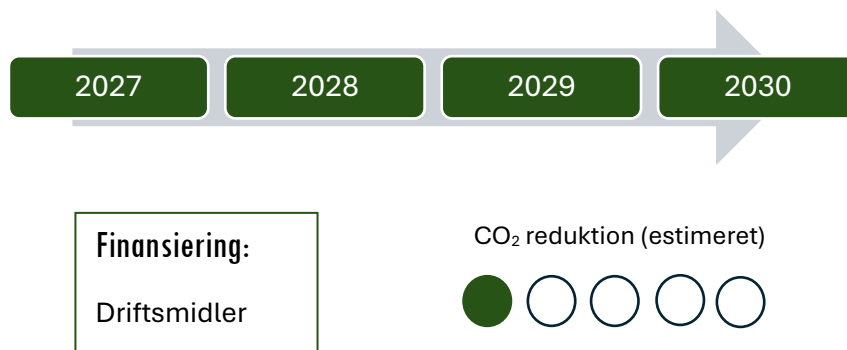 2027
2028
2029
2030
Finansiering:
Driftsmidler
CO₂ reduktion (estimeret)